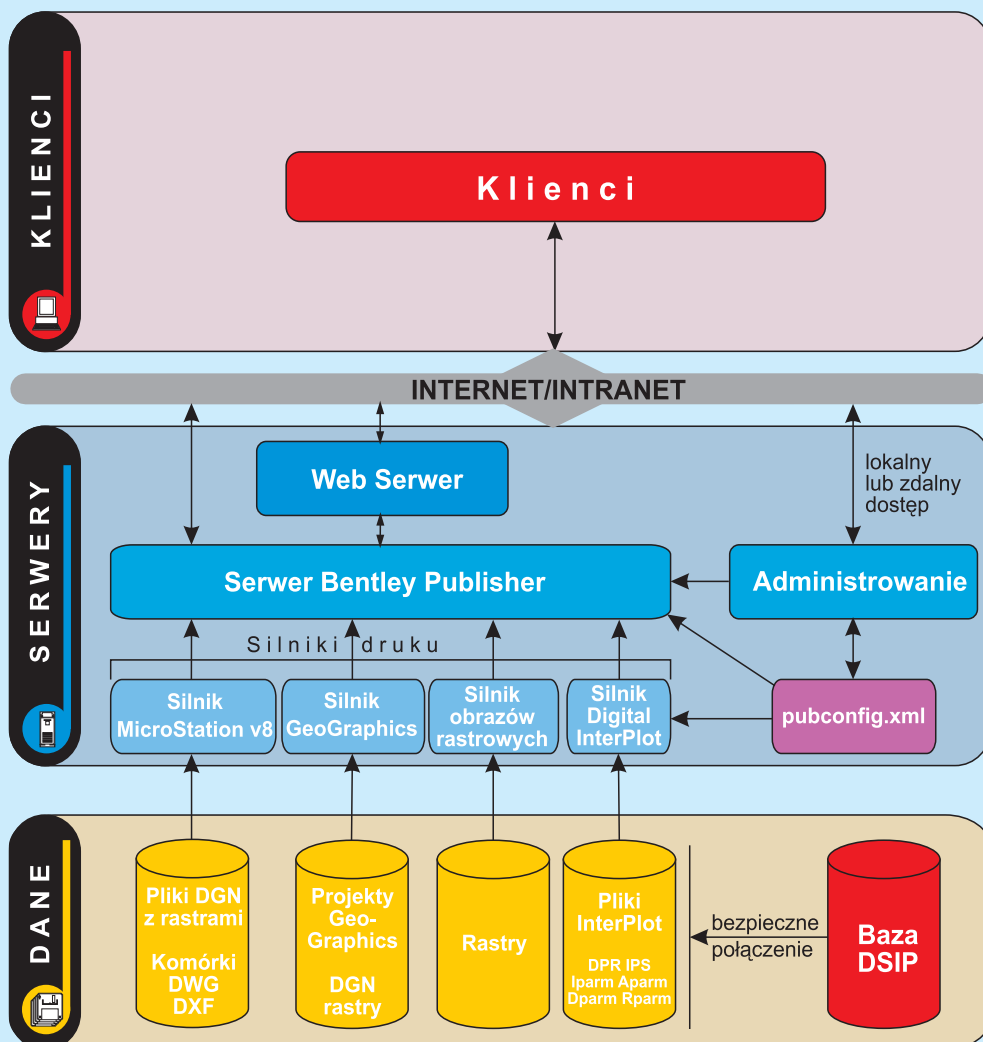 KLIENCI
Klienci
INTERNET/INTRANET
SERWERY
Web Serwer
lokalny
lub zdalny
dostęp
Serwer Bentley Publisher
Administrowanie
Silniki druku
Silnik
MicroStation v8
Silnik
GeoGraphics
Silnik
obrazów
rastrowych
Silnik
Digital
InterPlot
pubconfig.xml
DANE
Pliki DGN
z rastrami
Komórki
DWG
DXF
Projekty
Geo-
Graphics
DGN
rastry
Rastry
Pliki
InterPlot
DPR IPS
Iparm Aparm
Dparm Rparm
bezpieczne
połączenie
Baza
DSIP